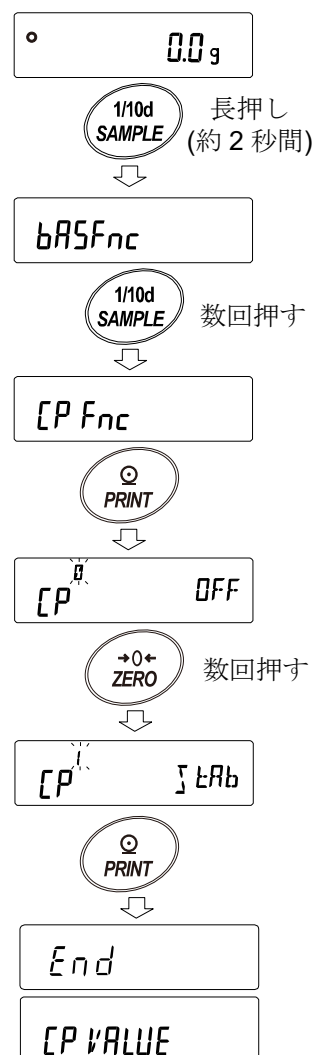 0.0 g
1/10d
SAMPLE
長押し
(約 2 秒間)
bASFnc
1/10d
SAMPLE
数回押す
CP Fnc
PRINT
CP 0 OFF
→0←
ZERO
数回押す
CP 1 StAb
PRINT
End
CP VALUE